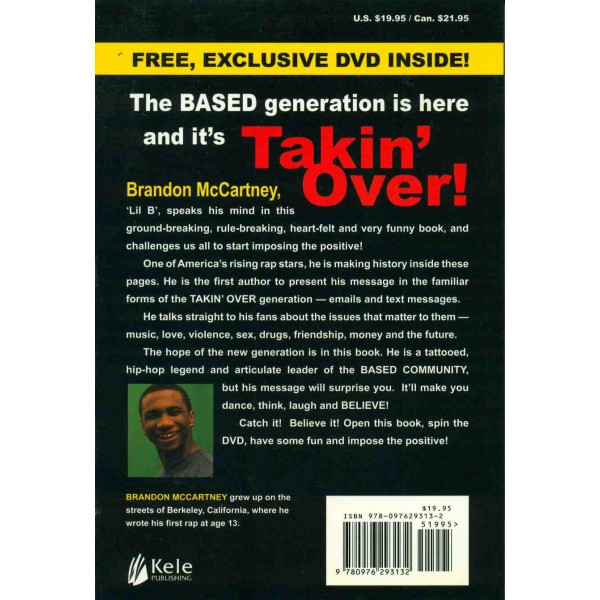 U.S. $19.95 / Can. $21.95
FREE, EXCLUSIVE DVD INSIDE!
The BASED generation is here
and it's Takin'
Over!
Brandon McCartney,
'Lil B', speaks his mind in this
ground-breaking, rule-breaking, heart-felt and very funny book, and
challenges us all to start imposing the positive!
One of America's rising rap stars, he is making history inside these
pages. He is the first author to present his message in the familiar
forms of the TAKIN' OVER generation — emails and text messages.
He talks straight to his fans about the issues that matter to them —
music, love, violence, sex, drugs, friendship, money and the future.
The hope of the new generation is in this book. He is a tattooed,
hip-hop legend and articulate leader of the BASED COMMUNITY,
but his message will surprise you. It'll make you
dance, think, laugh and BELIEVE!
Catch it! Believe it! Open this book, spin the
DVD, have some fun and impose the positive!
BRANDON MCCARTNEY grew up on the
streets of Berkeley, California, where he
wrote his first rap at age 13.
Kele
PUBLISHING
$19.95
ISBN 978-097629313-2
51995>
9 780976 293132